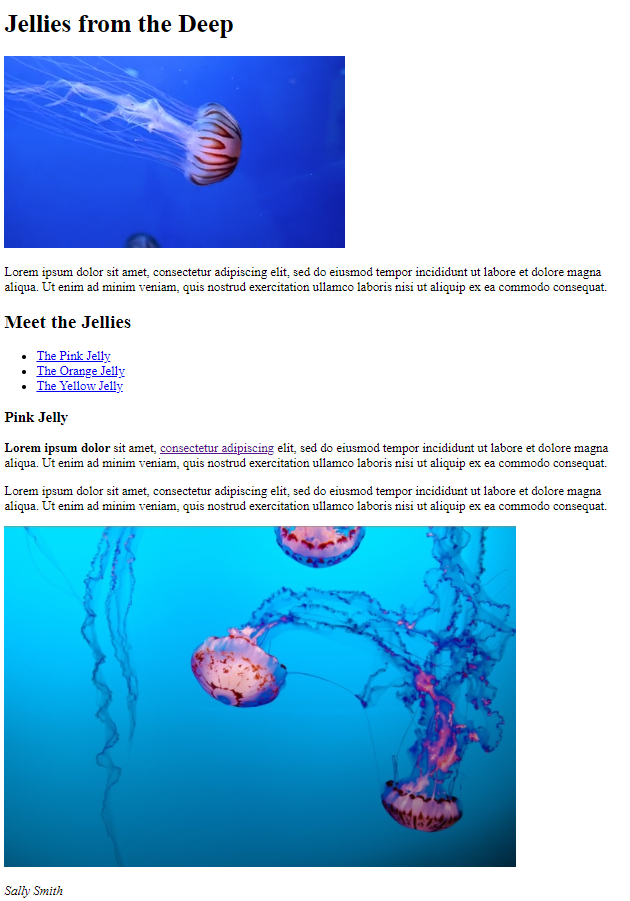 Jellies from the Deep
Lorem ipsum dolor sit amet, consectetur adipiscing elit, sed do eiusmod tempor incididunt ut labore et dolore magna
aliqua. Ut enim ad minim veniam, quis nostrud exercitation ullamco laboris nisi ut aliquip ex ea commodo consequat.
Meet the Jellies
The Pink Jelly
The Orange Jelly
The Yellow Jelly
Pink Jelly
Lorem ipsum dolor sit amet, consectetur adipiscing elit, sed do eiusmod tempor incididunt ut labore et dolore magna
aliqua. Ut enim ad minim veniam, quis nostrud exercitation ullamco laboris nisi ut aliquip ex ea commodo consequat.
Lorem ipsum dolor sit amet, consectetur adipiscing elit, sed do eiusmod tempor incididunt ut labore et dolore magna
aliqua. Ut enim ad minim veniam, quis nostrud exercitation ullamco laboris nisi ut aliquip ex ea commodo consequat.
Sally Smith